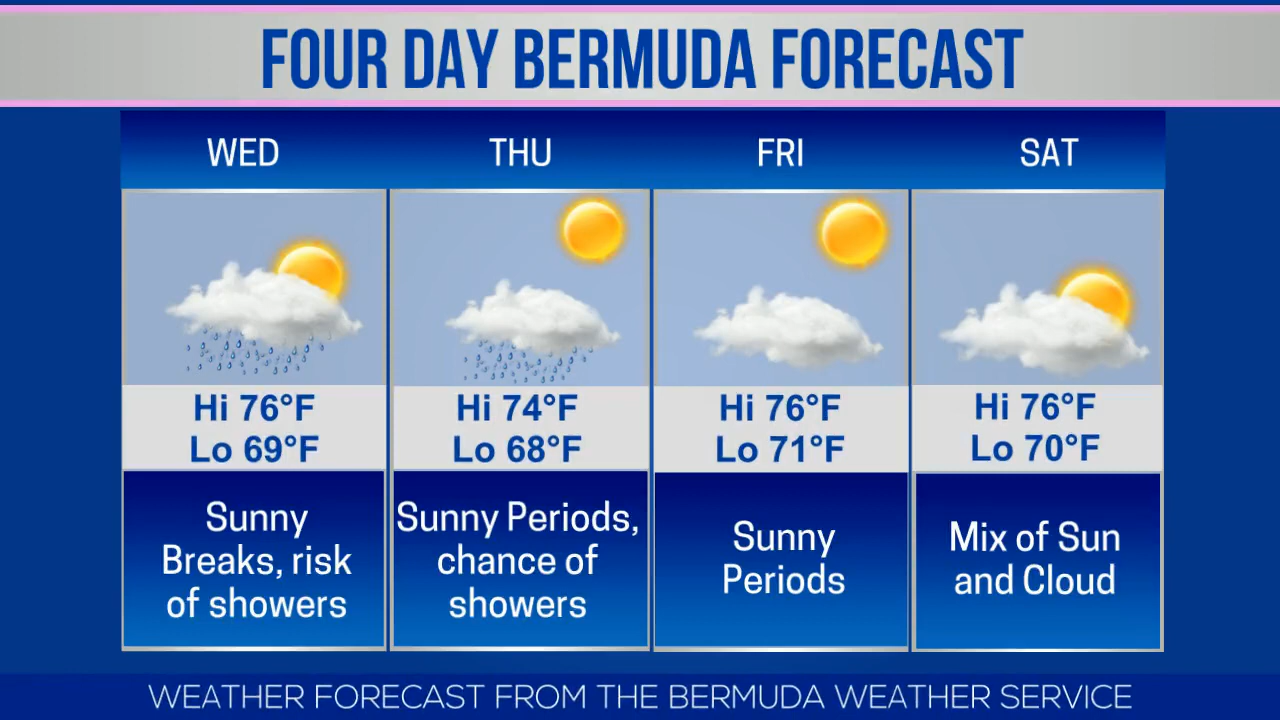 FOUR DAY BERMUDA FORECAST
WED THU FRI SAT
Hi 76°F Hi 74°F Hi 76°F Hi 76°F
Lo 69°F Lo 68°F Lo 71°F Lo 70°F
Sunny
Breaks, risk
of showers
Sunny Periods,
chance of
showers
Sunny
Periods
Mix of Sun
and Cloud
WEATHER FORECAST FROM THE BERMUDA WEATHER SERVICE